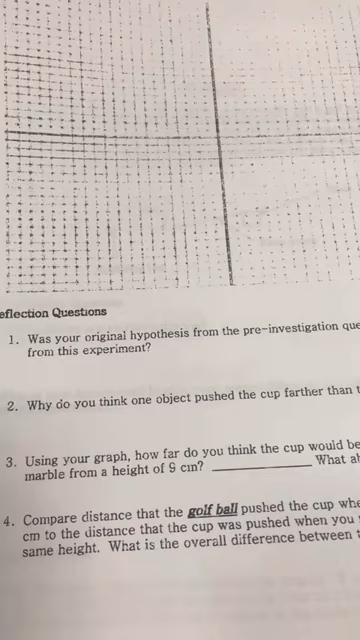 eflection Questions
1. Was your original hypothesis from the pre-investigation que
from this experiment?
2. Why do you think one object pushed the cup farther than t
3. Using your graph, how far do you think the cup would be
marble from a height of 9 cm? __________ What a
4. Compare distance that the golf ball pushed the cup whe
cm to the distance that the cup was pushed when you
same height. What is the overall difference between